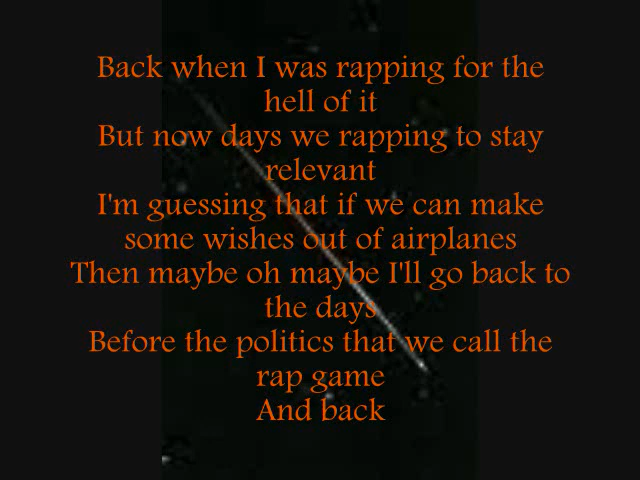 Back when I was rapping for the
hell of it
But now days we rapping to stay
relevant
I'm guessing that if we can make
some wishes out of airplanes
Then maybe oh maybe I'll go back to
the days
Before the politics that we call the
rap game
And back